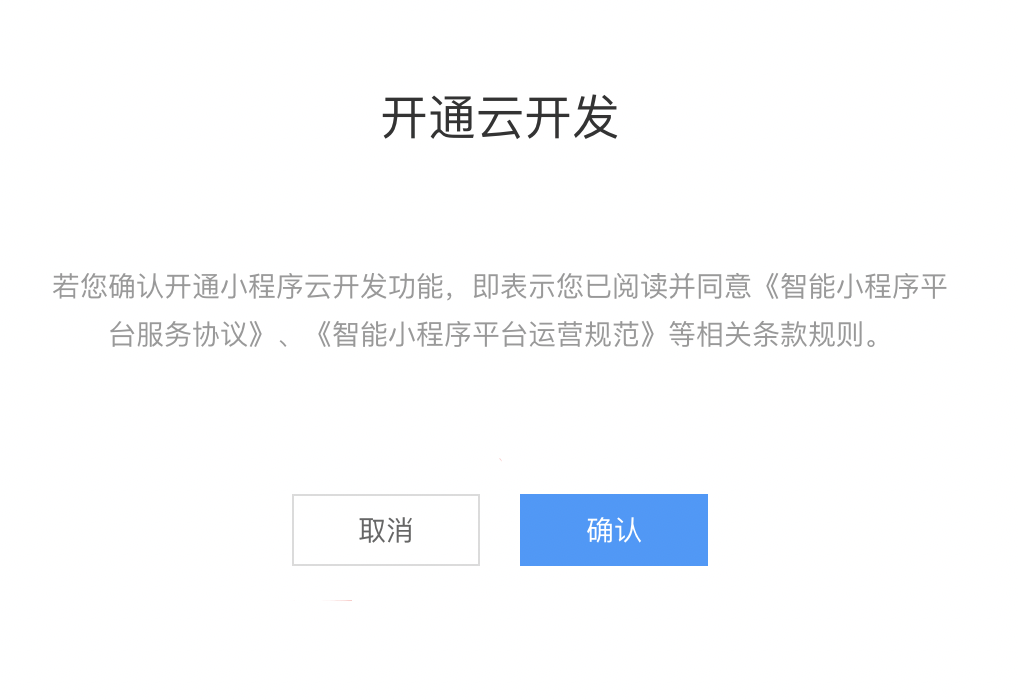 开通云开发
若您确认开通小程序云开发功能，即表示您已阅读并同意《智能小程序平
台服务协议》、《智能小程序平台运营规范》等相关条款规则。
取消
确认